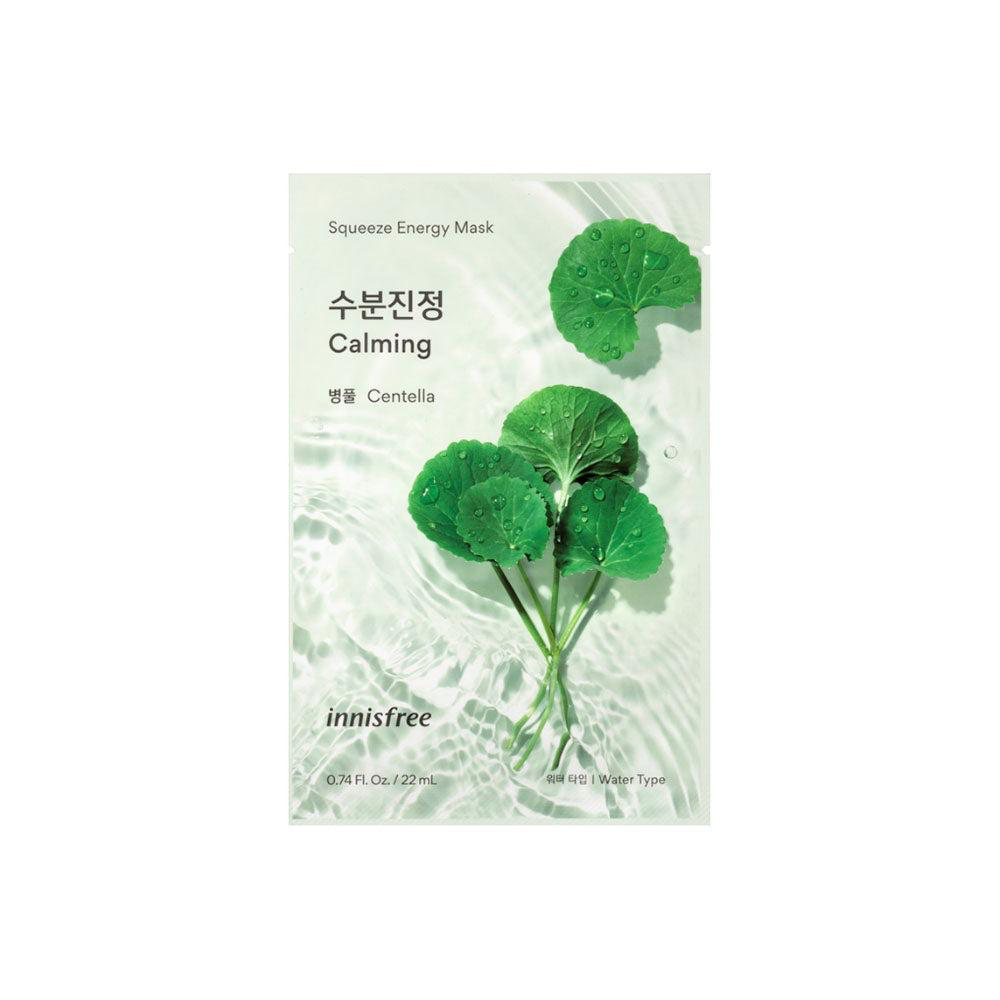 Squeeze Energy Mask
수분진정
Calming
병풀 Centella
innisfree
0.74 Fl. Oz. / 22 mL
워터 타입 | Water Type